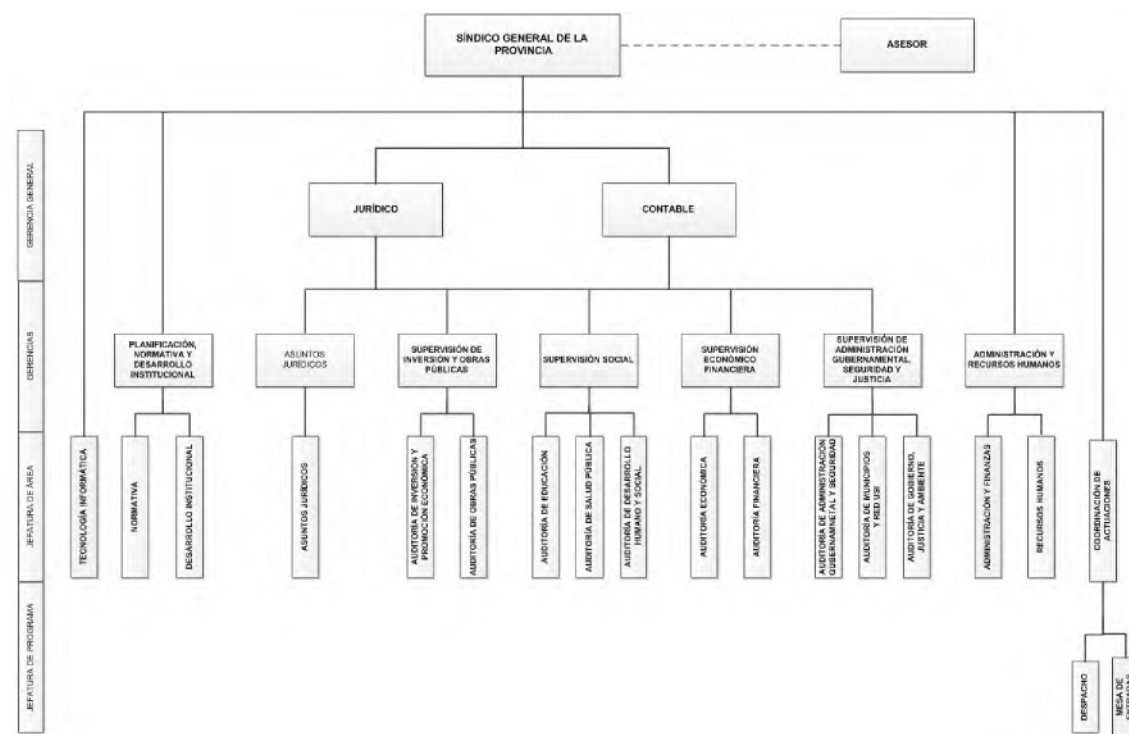 SÍNDICO GENERAL DE LA
PROVINCIA
ASESOR
GERENCIA GENERAL
JURÍDICO
CONTABLE
GERENCIAS
PLANIFICACIÓN,
NORMATIVA Y
DESARROLLO
INSTITUCIONAL
ASUNTOS
JURÍDICOS
SUPERVISIÓN DE
INVERSIÓN Y OBRAS
PÚBLICAS
SUPERVISIÓN SOCIAL
SUPERVISIÓN
ECONÓMICO
FINANCIERA
SUPERVISIÓN DE
ADMINISTRACIÓN
GUBERNAMENTAL,
SEGURIDAD Y
JUSTICIA
ADMINISTRACIÓN Y
RECURSOS HUMANOS
JEFATURA DE ÁREA
TECNOLOGÍA INFORMÁTICA
NORMATIVA
DESARROLLO INSTITUCIONAL
ASUNTOS JURÍDICOS
AUDITORÍA DE INVERSIÓN Y
PROMOCIÓN ECONÓMICA
AUDITORÍA DE OBRAS PÚBLICAS
AUDITORÍA DE EDUCACIÓN
AUDITORÍA DE SALUD PÚBLICA
AUDITORÍA DE DESARROLLO
HUMANO Y SOCIAL
AUDITORÍA ECONÓMICA
AUDITORÍA FINANCIERA
AUDITORÍA DE ADMINISTRACIÓN
GUBERNAMNETAL Y SEGURIDAD
AUDITORÍA DE MUNICIPIOS
Y RED USI
AUDITORÍA DE GOBIERNO,
JUSTICIA Y AMBIENTE
ADMINISTRACIÓN Y FINANZAS
RECURSOS HUMANOS
COORDINACIÓN DE
ACTUACIONES
JEFATURA DE PROGRAMA
DESPACHO
MESA DE
ENTRADAS